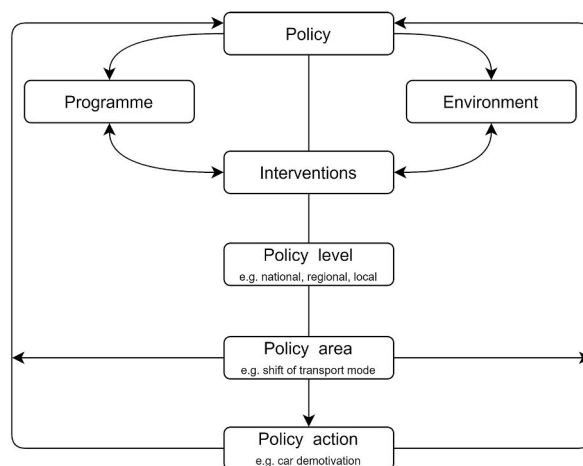 Policy
Programme
Environment
Interventions
Policy level
e.g. national, regional, local
Policy area
e.g. shift of transport mode
Policy action
e.g. car demotivation